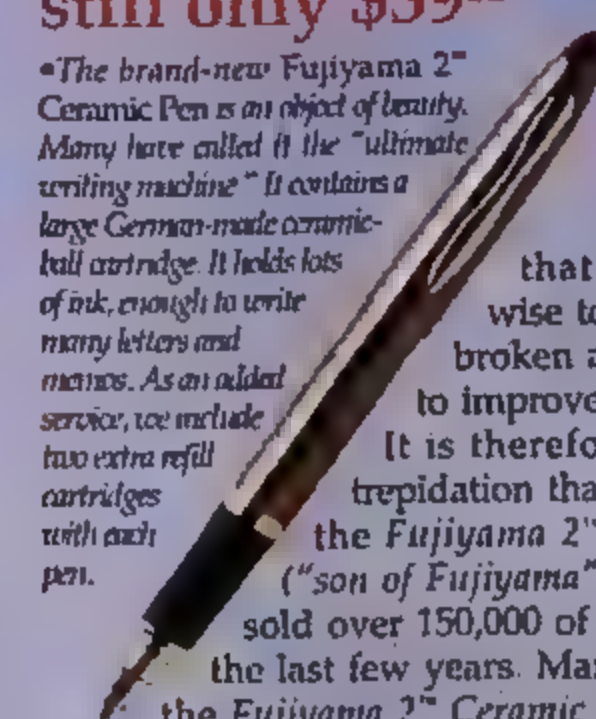 still only $39
•The brand-new Fujiyama 2™
Ceramic Pen is an object of beauty.
Many have called it the "ultimate
writing machine" It contains a
large German-made ceramic-
ball cartridge. It holds lots
of ink, enough to write
many letters and
memos. As an added
service, we include
two extra refill
cartridges
with each
pen.
that
wise to
broken a
to improve
It is therefo
trepidation tha
the Fujiyama 2™
("son of Fujiyama"
sold over 150,000 of
the last few years. Mar
the Fujiyama 2™ Ceramic